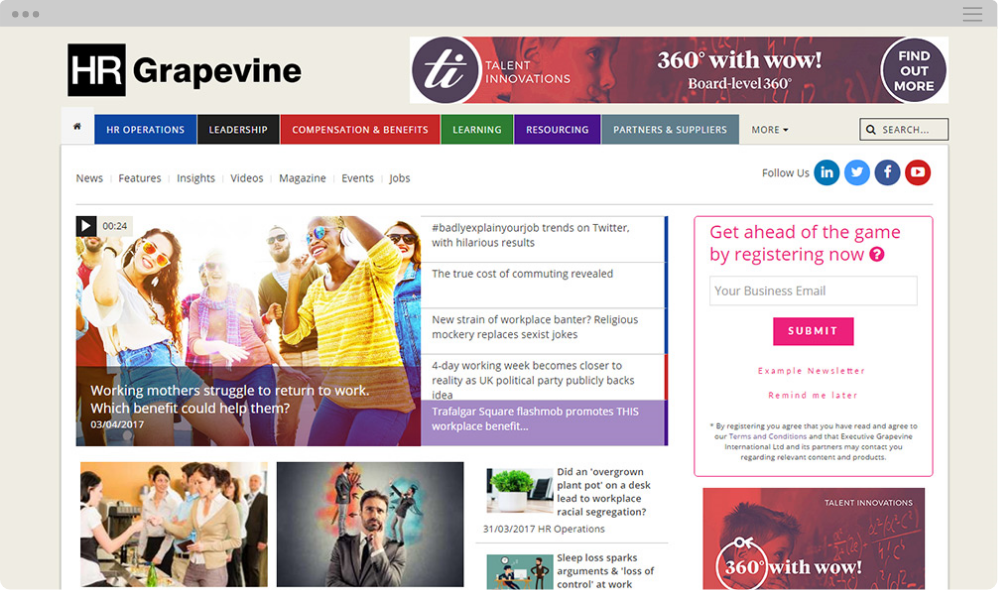 HR Grapevine
ti TALENT
INNOVATIONS
360° with wow!
Board-level 360°
FIND
OUT
MORE
HR OPERATIONS LEADERSHIP COMPENSATION & BENEFITS LEARNING RESOURCING PARTNERS & SUPPLIERS MORE SEARCH...
News Features Insights Videos Magazine Events Jobs
Follow Us in f
00:24
Working mothers struggle to return to work.
Which benefit could help them?
03/04/2017
#badlyexplainyourjob trends on Twitter,
with hilarious results
The true cost of commuting revealed
New strain of workplace banter? Religious
mockery replaces sexist jokes
4-day working week becomes closer to
reality as UK political party publicly backs
idea
Trafalgar Square flashmob promotes THIS
workplace benefit...
Get ahead of the game
by registering now ?
Your Business Email
SUBMIT
Example Newsletter
Remind me later
* By registering you agree that you have read and agree to
our Terms and Conditions and that Executive Grapevine
International Ltd and its partners may contact you
regarding relevant content and products.
Did an 'overgrown
plant pot' on a desk
lead to workplace
racial segregation?
31/03/2017 HR Operations
Sleep loss sparks
arguments & 'loss of
control' at work
TALENT INNOVATIONS
360° with wow!